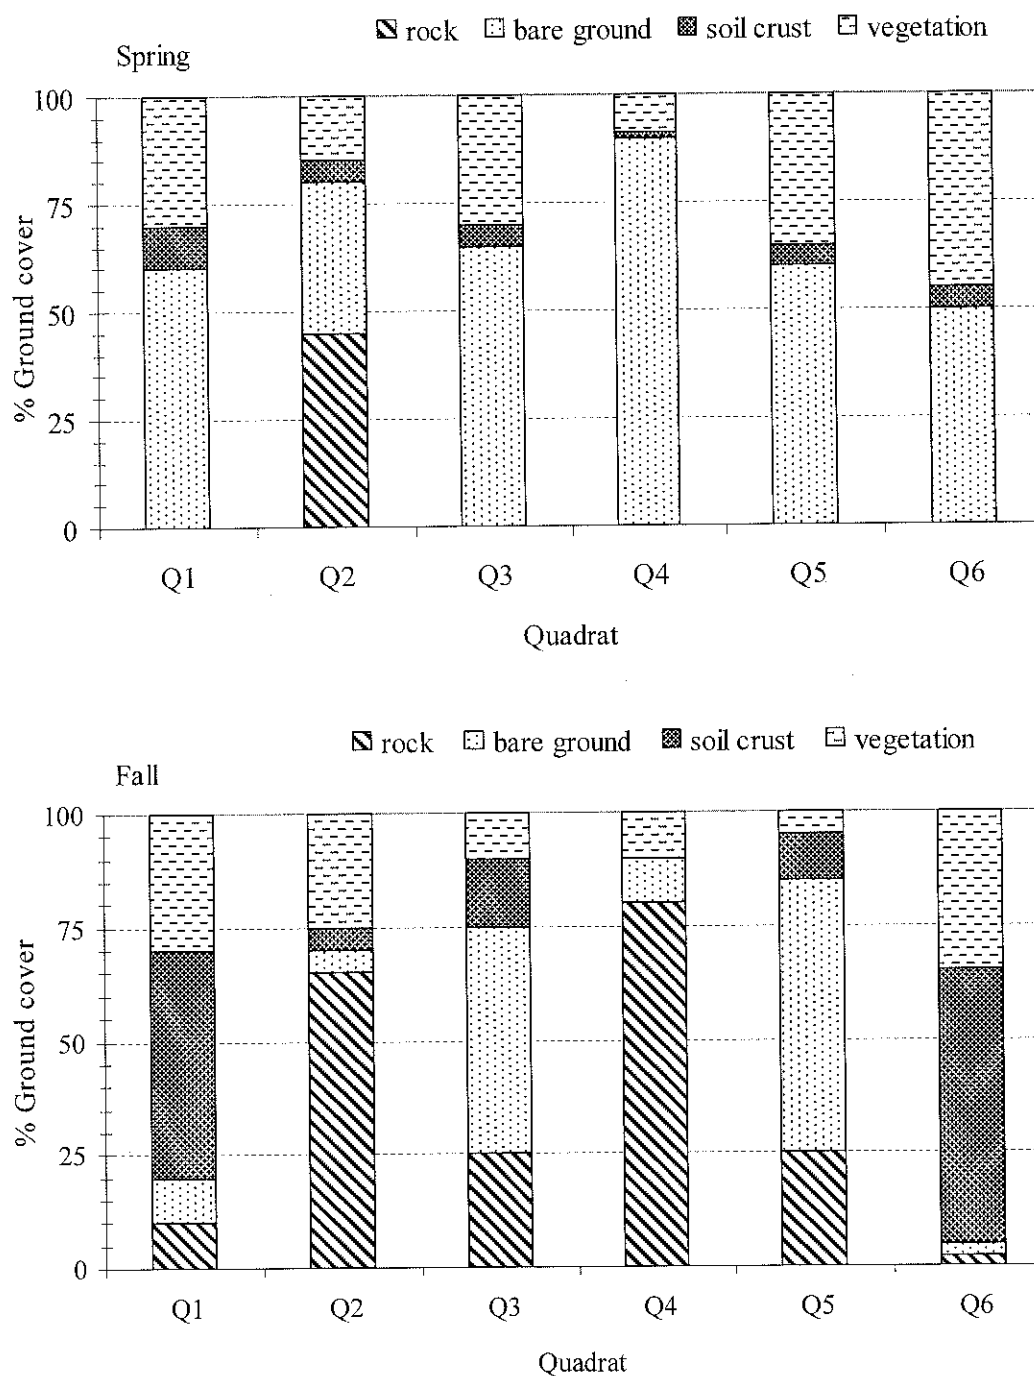 rock bare ground soil crust vegetation
Spring
100
75
50
25
0
% Ground cover
Q1 Q2 Q3 Q4 Q5 Q6
Quadrat
rock bare ground soil crust vegetation
Fall
100
75
50
25
0
% Ground cover
Q1 Q2 Q3 Q4 Q5 Q6
Quadrat